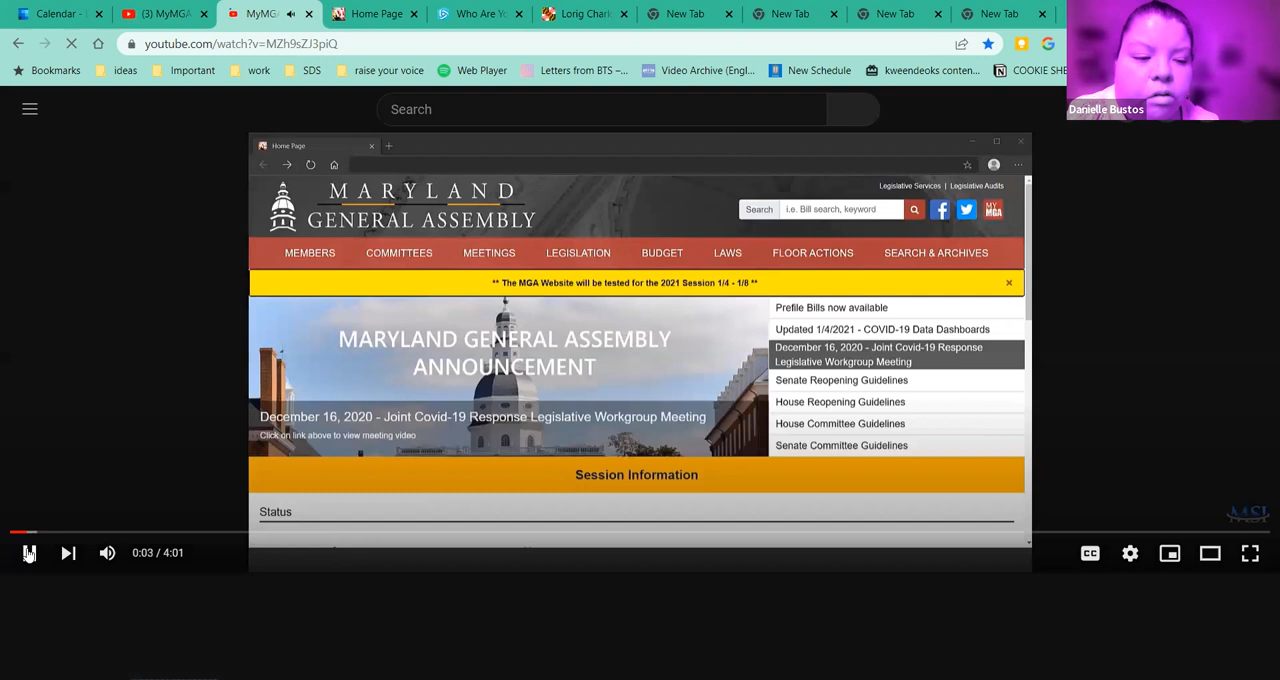 Calendar -
(3) MyMGA
MyMGA
Home Page
Who Are Yo
Lorig Chark
New Tab
New Tab
New Tab
New Tab
youtube.com/watch?v=MZh9sZJ3piQ
Bookmarks
ideas
Important
work
SDS
raise your voice
Web Player
Letters from BTS –...
Video Archive (Engl...
New Schedule
kweendeoks conten...
COOKIE SHE
Danielle Bustos
Search
Home Page
MARYLAND
GENERAL ASSEMBLY
Legislative Services | Legislative Audits
Search i.e. Bill search, keyword
MY
MGA
MEMBERS COMMITTEES MEETINGS LEGISLATION BUDGET LAWS FLOOR ACTIONS SEARCH & ARCHIVES
** The MGA Website will be tested for the 2021 Session 1/4 - 1/8 **
MARYLAND GENERAL ASSEMBLY
ANNOUNCEMENT
December 16, 2020 - Joint Covid-19 Response Legislative Workgroup Meeting
Click on link above to view meeting video
Prefile Bills now available
Updated 1/4/2021 - COVID-19 Data Dashboards
December 16, 2020 - Joint Covid-19 Response
Legislative Workgroup Meeting
Senate Reopening Guidelines
House Reopening Guidelines
House Committee Guidelines
Senate Committee Guidelines
Session Information
Status
0:03 / 4:01
CC